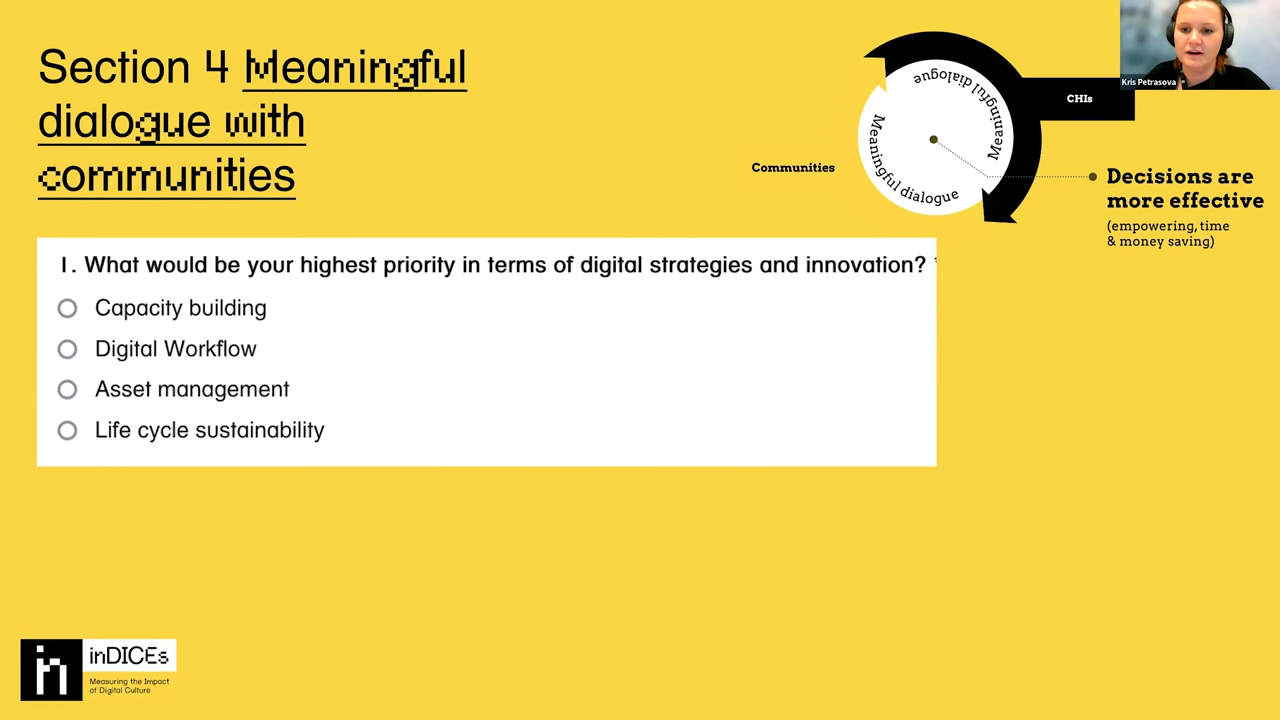 Section 4 Meaningful
dialogue with
communities
Meaningful dialogue
Meaningful dialogue
CHIs
Kris Petrasova
Communities
Decisions are
more effective
(empowering, time
& money saving)
1. What would be your highest priority in terms of digital strategies and innovation?
Capacity building
Digital Workflow
Asset management
Life cycle sustainability
in
inDICEs
Measuring the Impact
of Digital Culture